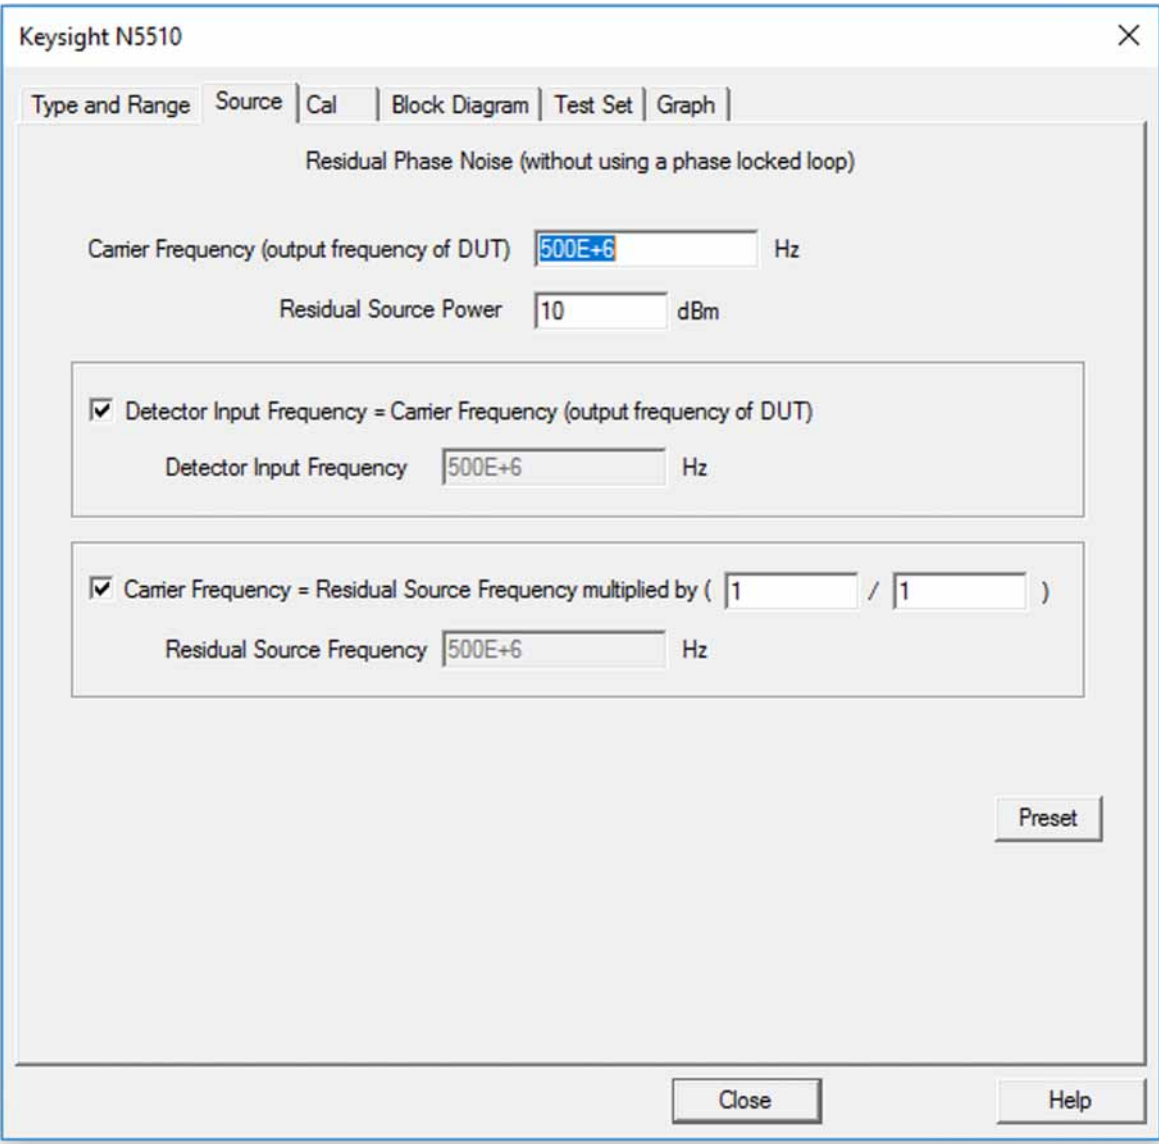 Keysight N5510
Type and Range Source Cal Block Diagram Test Set Graph
Residual Phase Noise (without using a phase locked loop)
Carrier Frequency (output frequency of DUT) 500E+6 Hz
Residual Source Power 10 dBm
Detector Input Frequency = Carrier Frequency (output frequency of DUT)
Detector Input Frequency 500E+6 Hz
Carrier Frequency = Residual Source Frequency multiplied by ( 1 / 1 )
Residual Source Frequency 500E+6 Hz
Preset
Close Help